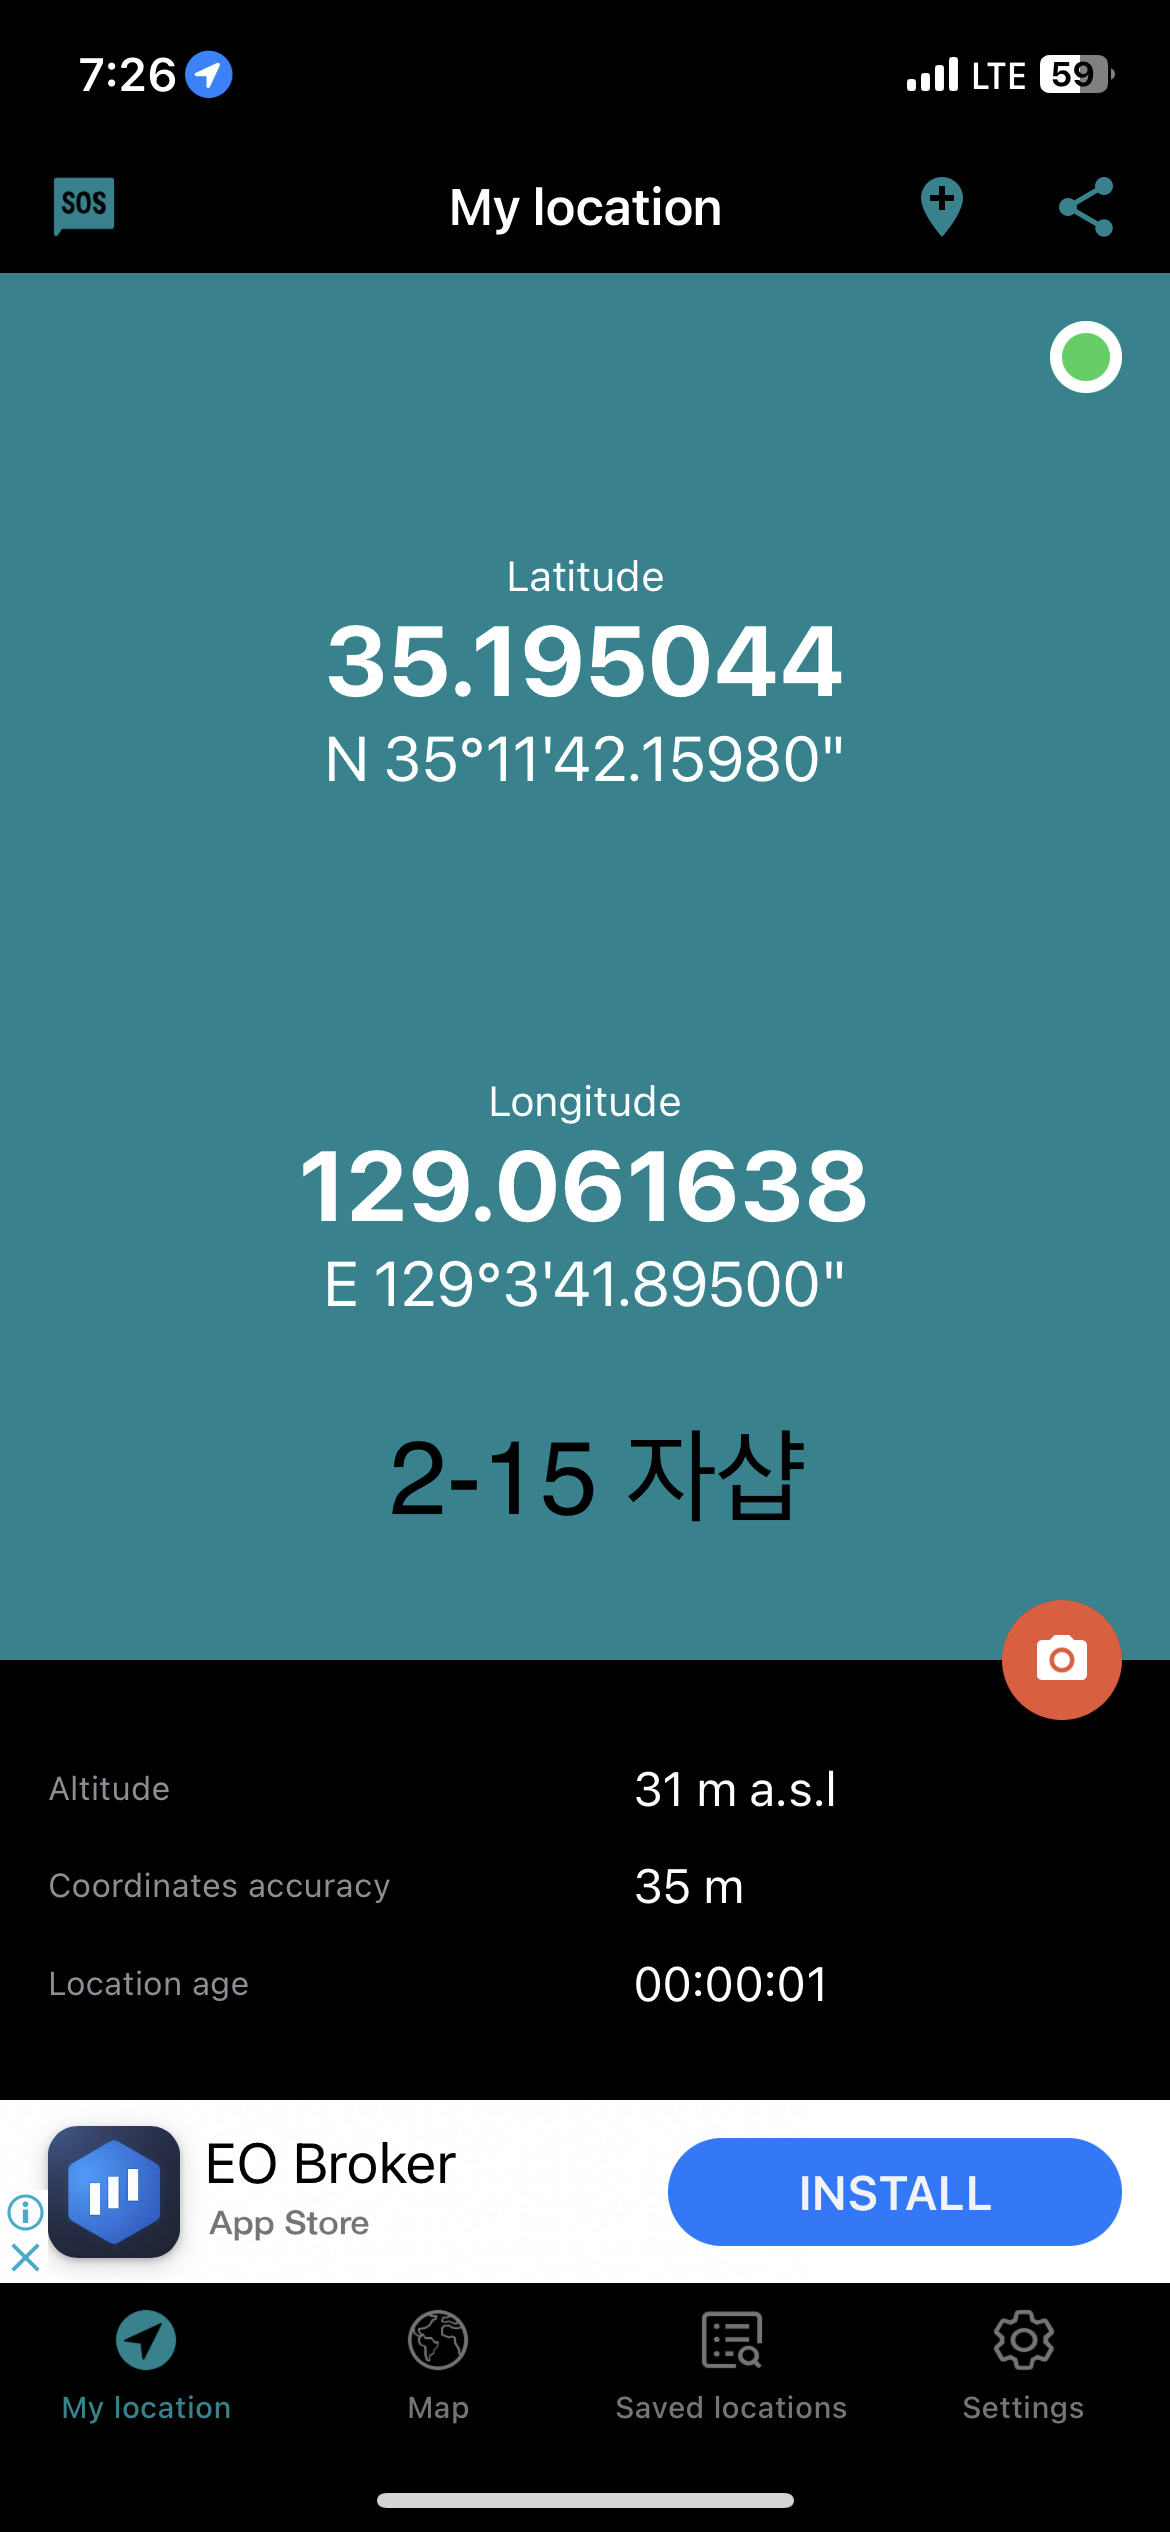 7:26 LTE 59
SOS My location
Latitude
35.195044
N 35°11'42.15980"
Longitude
129.061638
E 129°3'41.89500"
2-15 자샵
Altitude 31 m a.s.l
Coordinates accuracy 35 m
Location age 00:00:01
EO Broker
App Store
INSTALL
My location Map Saved locations Settings